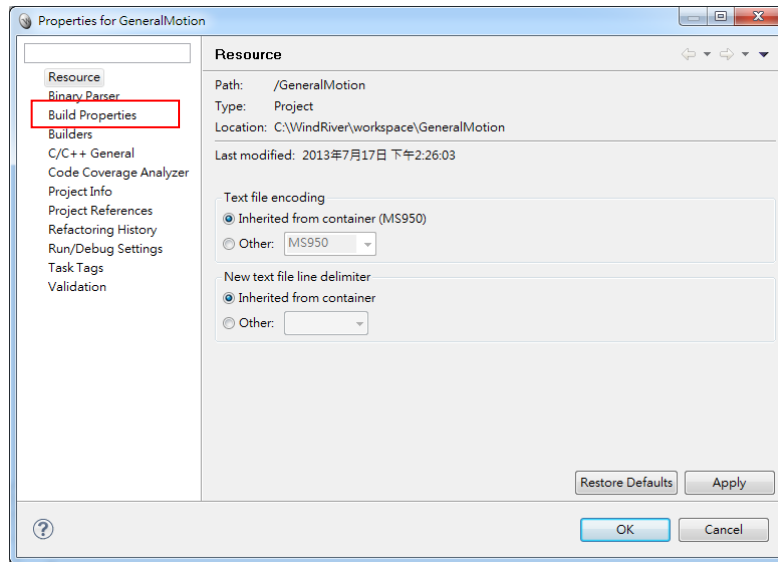 Properties for GeneralMotion
Resource
Binary Parser
Build Properties
Builders
C/C++ General
Code Coverage Analyzer
Project Info
Project References
Refactoring History
Run/Debug Settings
Task Tags
Validation
Resource
Path: /GeneralMotion
Type: Project
Location: C:\WindRiver\workspace\GeneralMotion
Last modified: 2013年7月17日 下午2:26:03
Text file encoding
Inherited from container (MS950)
Other: MS950
New text file line delimiter
Inherited from container
Other:
Restore Defaults Apply
? OK Cancel